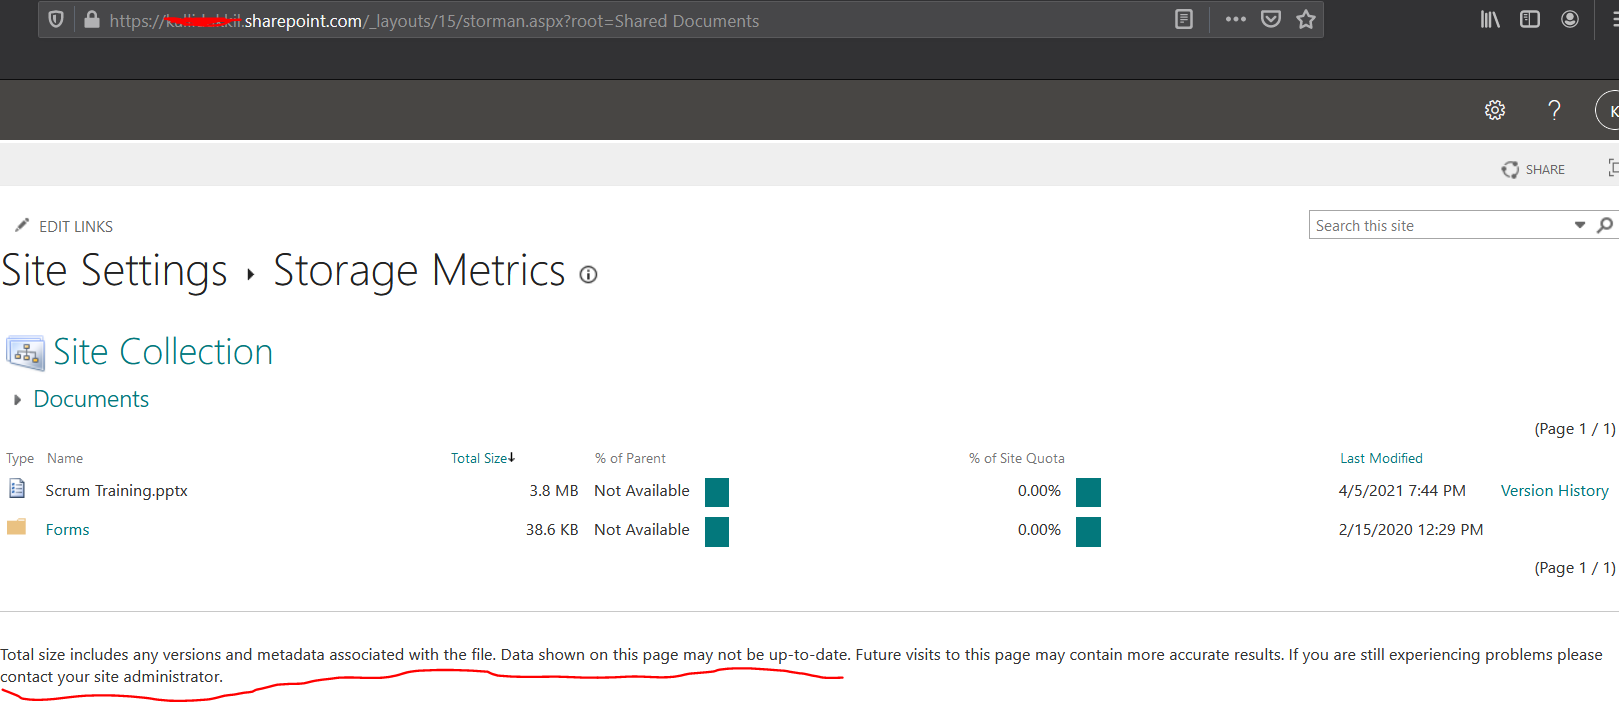 https://.sharepoint.com/_layouts/15/storman.aspx?root=Shared Documents
K
SHARE
EDIT LINKS
Search this site
Site Settings ▸ Storage Metrics
Site Collection
Documents
(Page 1 / 1)
Type Name Total Size↓ % of Parent % of Site Quota Last Modified
Scrum Training.pptx 3.8 MB Not Available 0.00% 4/5/2021 7:44 PM Version History
Forms 38.6 KB Not Available 0.00% 2/15/2020 12:29 PM
(Page 1 / 1)
Total size includes any versions and metadata associated with the file. Data shown on this page may not be up-to-date. Future visits to this page may contain more accurate results. If you are still experiencing problems please
contact your site administrator.